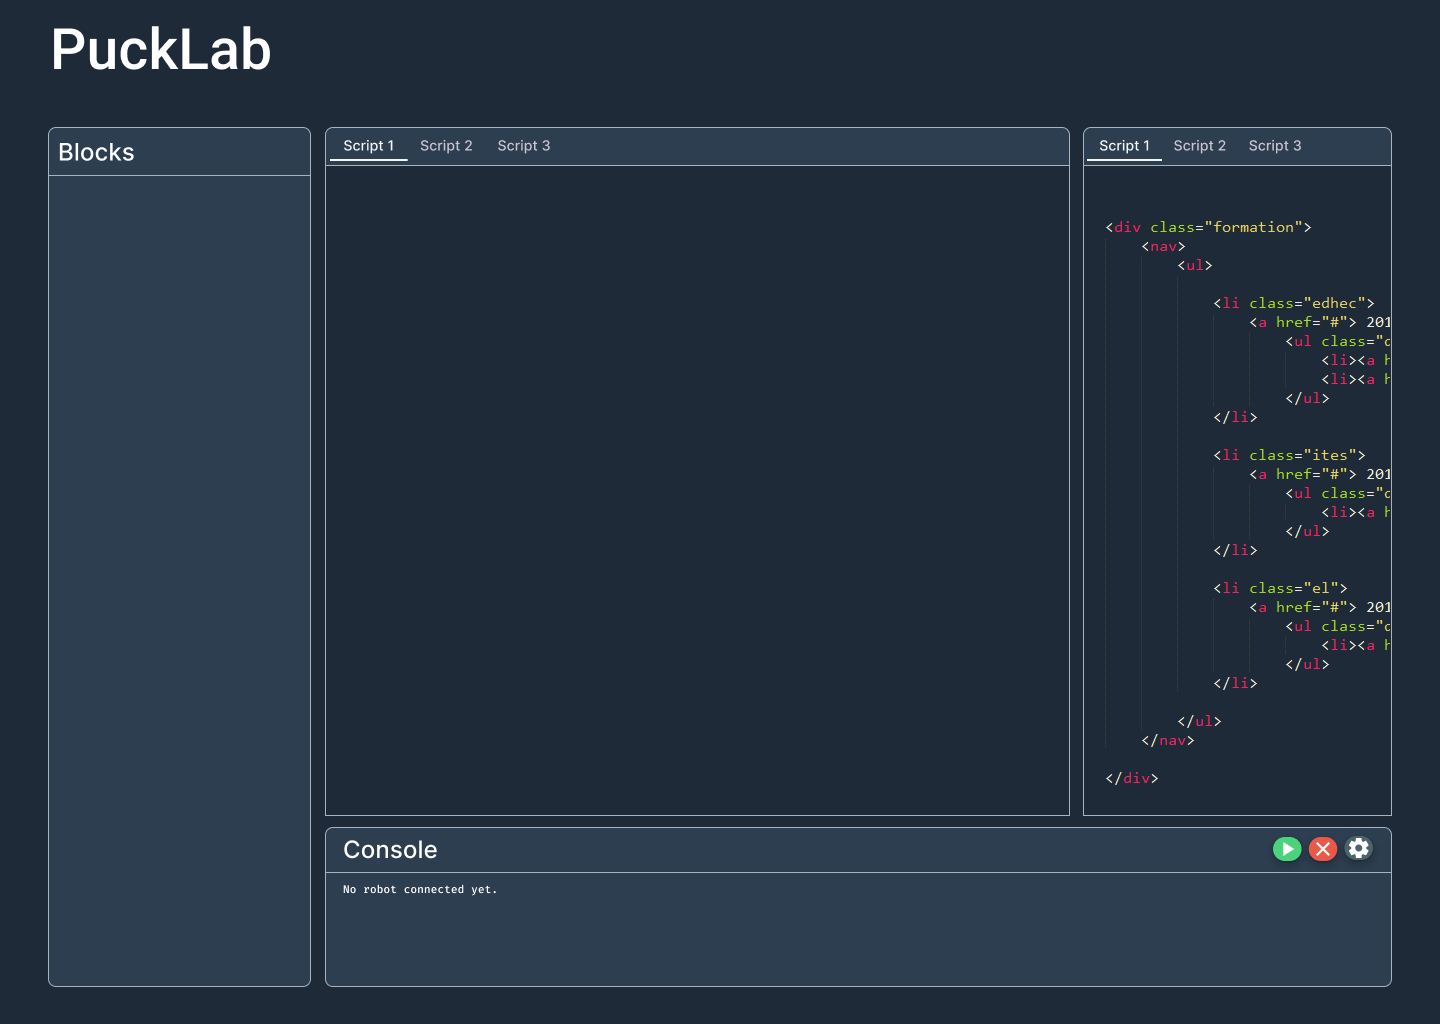 PuckLab
Blocks
Script 1 Script 2 Script 3
Script 1 Script 2 Script 3
<div class="formation">
<nav>
<ul>
<li class="edhec">
<a href="#"> 201
<ul class="
<li><a
<li><a
</ul>
</li>
<li class="ites">
<a href="#"> 201
<ul class="
<li><a
</ul>
</li>
<li class="el">
<a href="#"> 201
<ul class="
<li><a
</ul>
</li>
</ul>
</nav>
</div>
Console
No robot connected yet.